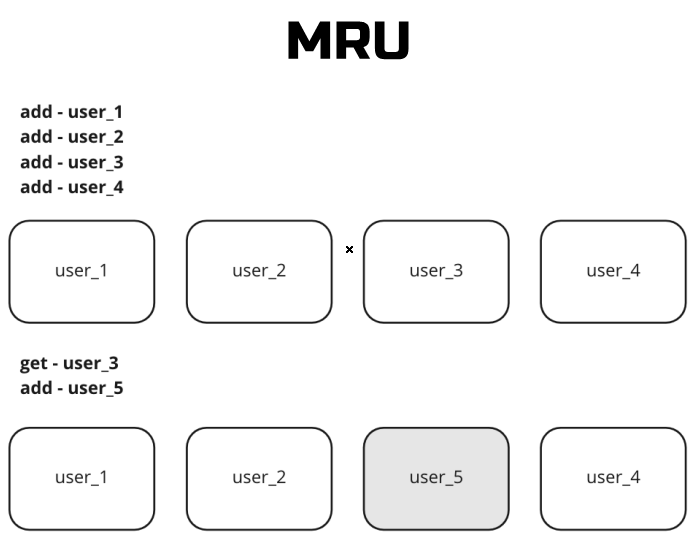 MRU
add - user_1
add - user_2
add - user_3
add - user_4
user_1 user_2 × user_3 user_4
get - user_3
add - user_5
user_1 user_2 user_5 user_4